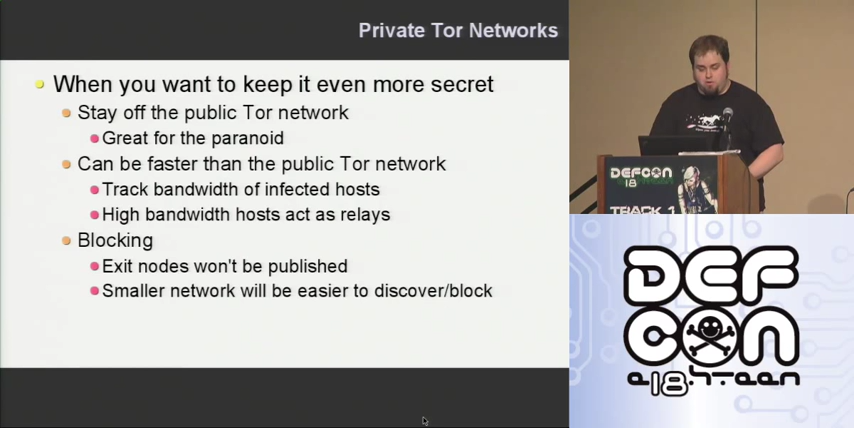 Private Tor Networks
When you want to keep it even more secret
Stay off the public Tor network
Great for the paranoid
Can be faster than the public Tor network
Track bandwidth of infected hosts
High bandwidth hosts act as relays
Blocking
Exit nodes won't be published
Smaller network will be easier to discover/block
DEFCON
18
TRACK 1
DEF
CON